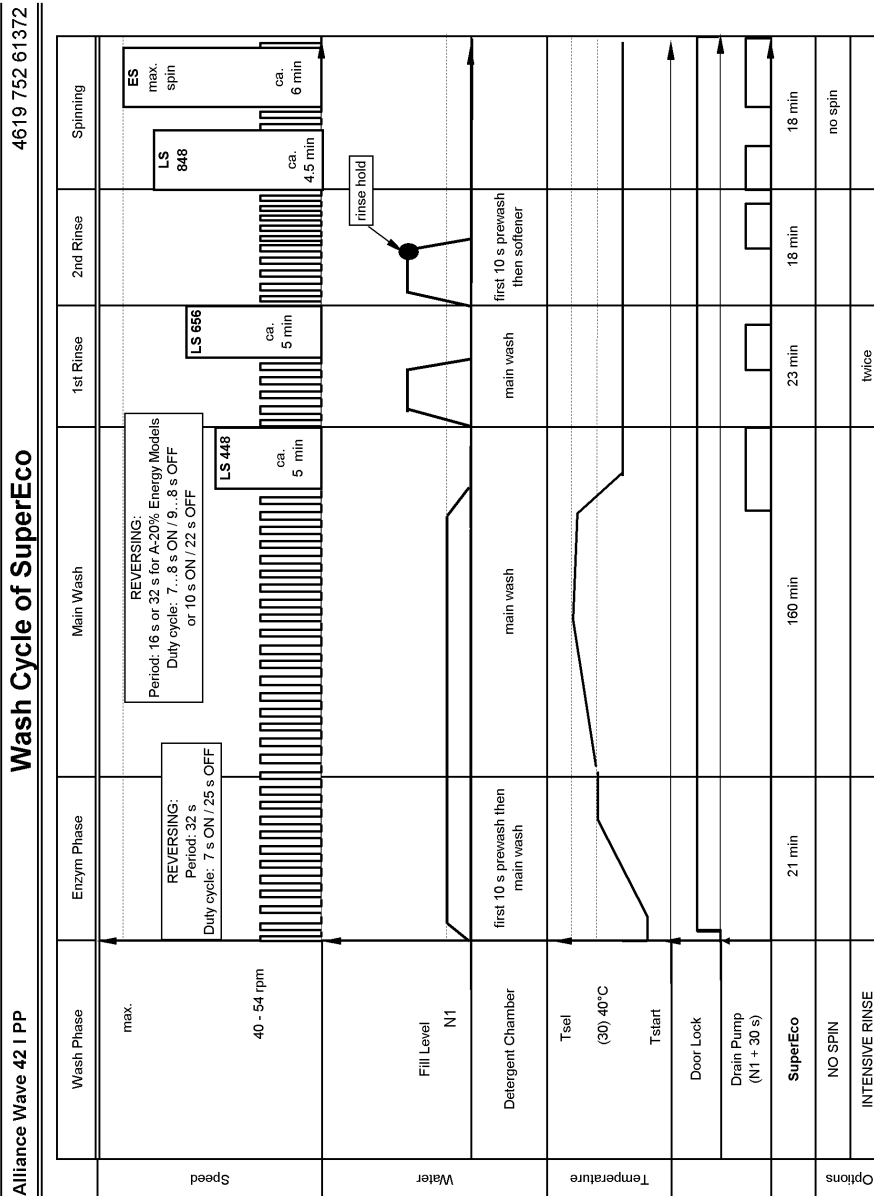 Alliance Wave 42 I PP
4619 752 61372
Wash Cycle of SuperEco
Wash Phase
Enzym Phase
Main Wash
1st Rinse
2nd Rinse
Spinning
Speed
max.
40 - 54 rpm
REVERSING:
Period: 32 s
Duty cycle: 7 s ON / 25 s OFF
REVERSING:
Period: 16 s or 32 s for A-20% Energy Models
Duty cycle: 7...8 s ON / 9...8 s OFF
or 10 s ON / 22 s OFF
LS 448
ca.
5 min
LS 656
ca.
5 min
LS
848
ca.
4.5 min
ES
max.
spin
ca.
6 min
Water
Fill Level
N1
rinse hold
Detergent Chamber
first 10 s prewash then
main wash
main wash
main wash
first 10 s prewash
then softener
Temperature
Tsel
(30) 40°C
Tstart
Door Lock
Drain Pump
(N1 + 30 s)
SuperEco
21 min
160 min
23 min
18 min
18 min
Options
NO SPIN
no spin
INTENSIVE RINSE
twice